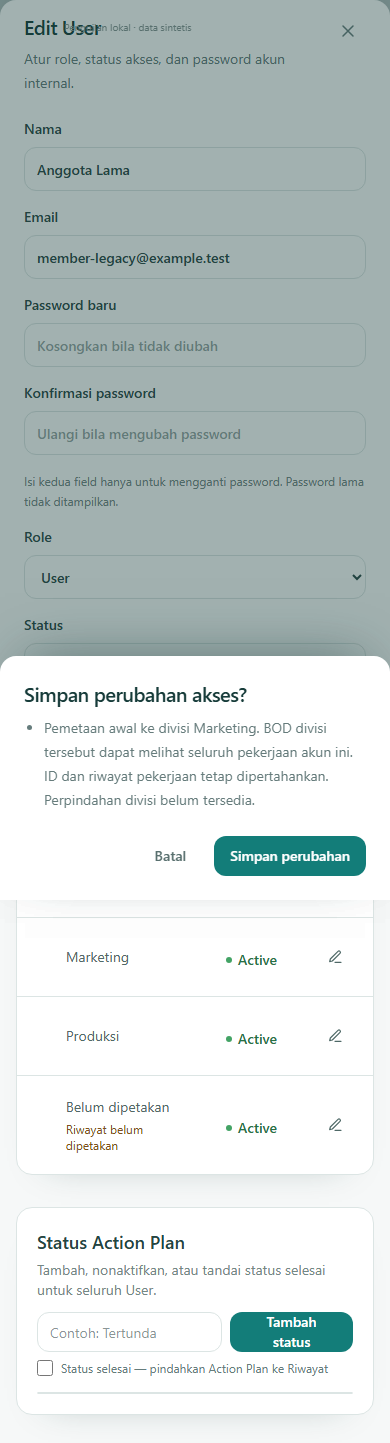 Edit User
lokal · data sintetis
Atur role, status akses, dan password akun
internal.
Nama
Anggota Lama
Email
member-legacy@example.test
Password baru
Kosongkan bila tidak diubah
Konfirmasi password
Ulangi bila mengubah password
Isi kedua field hanya untuk mengganti password. Password lama
tidak ditampilkan.
Role
User
Status
Simpan perubahan akses?
• Pemetaan awal ke divisi Marketing. BOD divisi
tersebut dapat melihat seluruh pekerjaan akun ini.
ID dan riwayat pekerjaan tetap dipertahankan.
Perpindahan divisi belum tersedia.
Batal
Simpan perubahan
Marketing
Active
Produksi
Active
Belum dipetakan
Riwayat belum
dipetakan
Active
Status Action Plan
Tambah, nonaktifkan, atau tandai status selesai
untuk seluruh User.
Contoh: Tertunda
Tambah
status
Status selesai — pindahkan Action Plan ke Riwayat